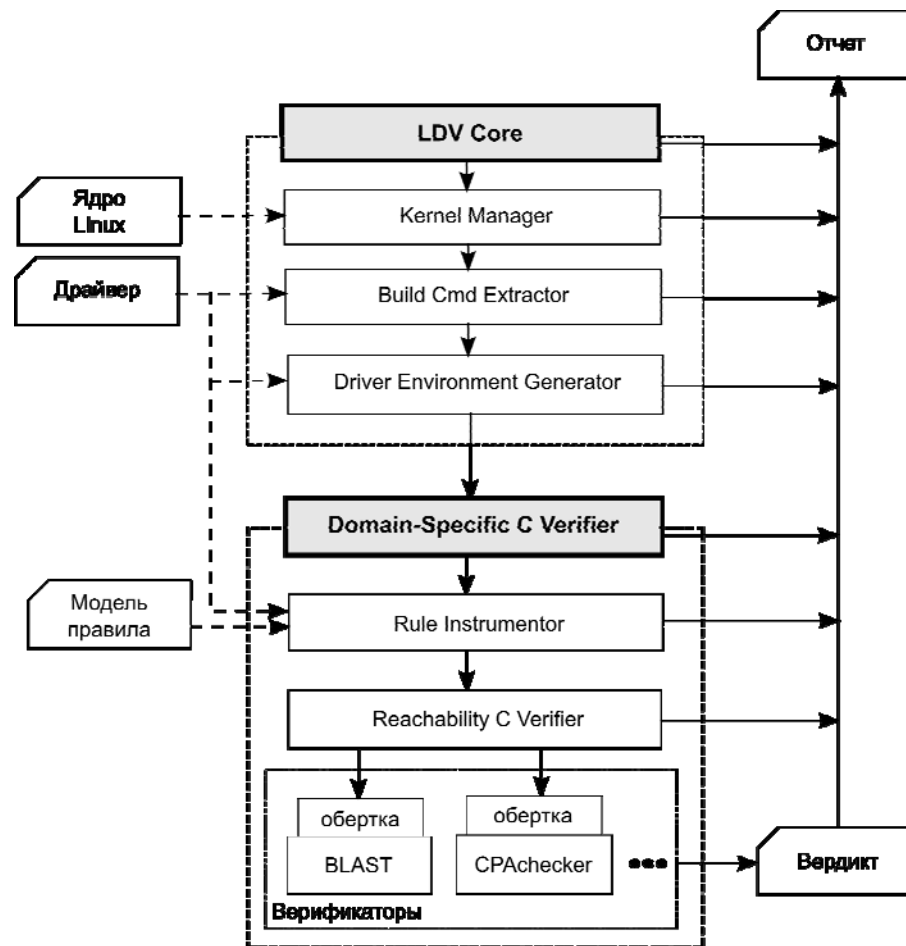 Отчет
LDV Core
Ядро
Linux
Kernel Manager
Драйвер
Build Cmd Extractor
Driver Environment Generator
Domain-Specific C Verifier
Модель
правила
Rule Instrumentor
Reachability C Verifier
обертка
обертка
BLAST
CPAchecker
Вердикт
Верификаторы